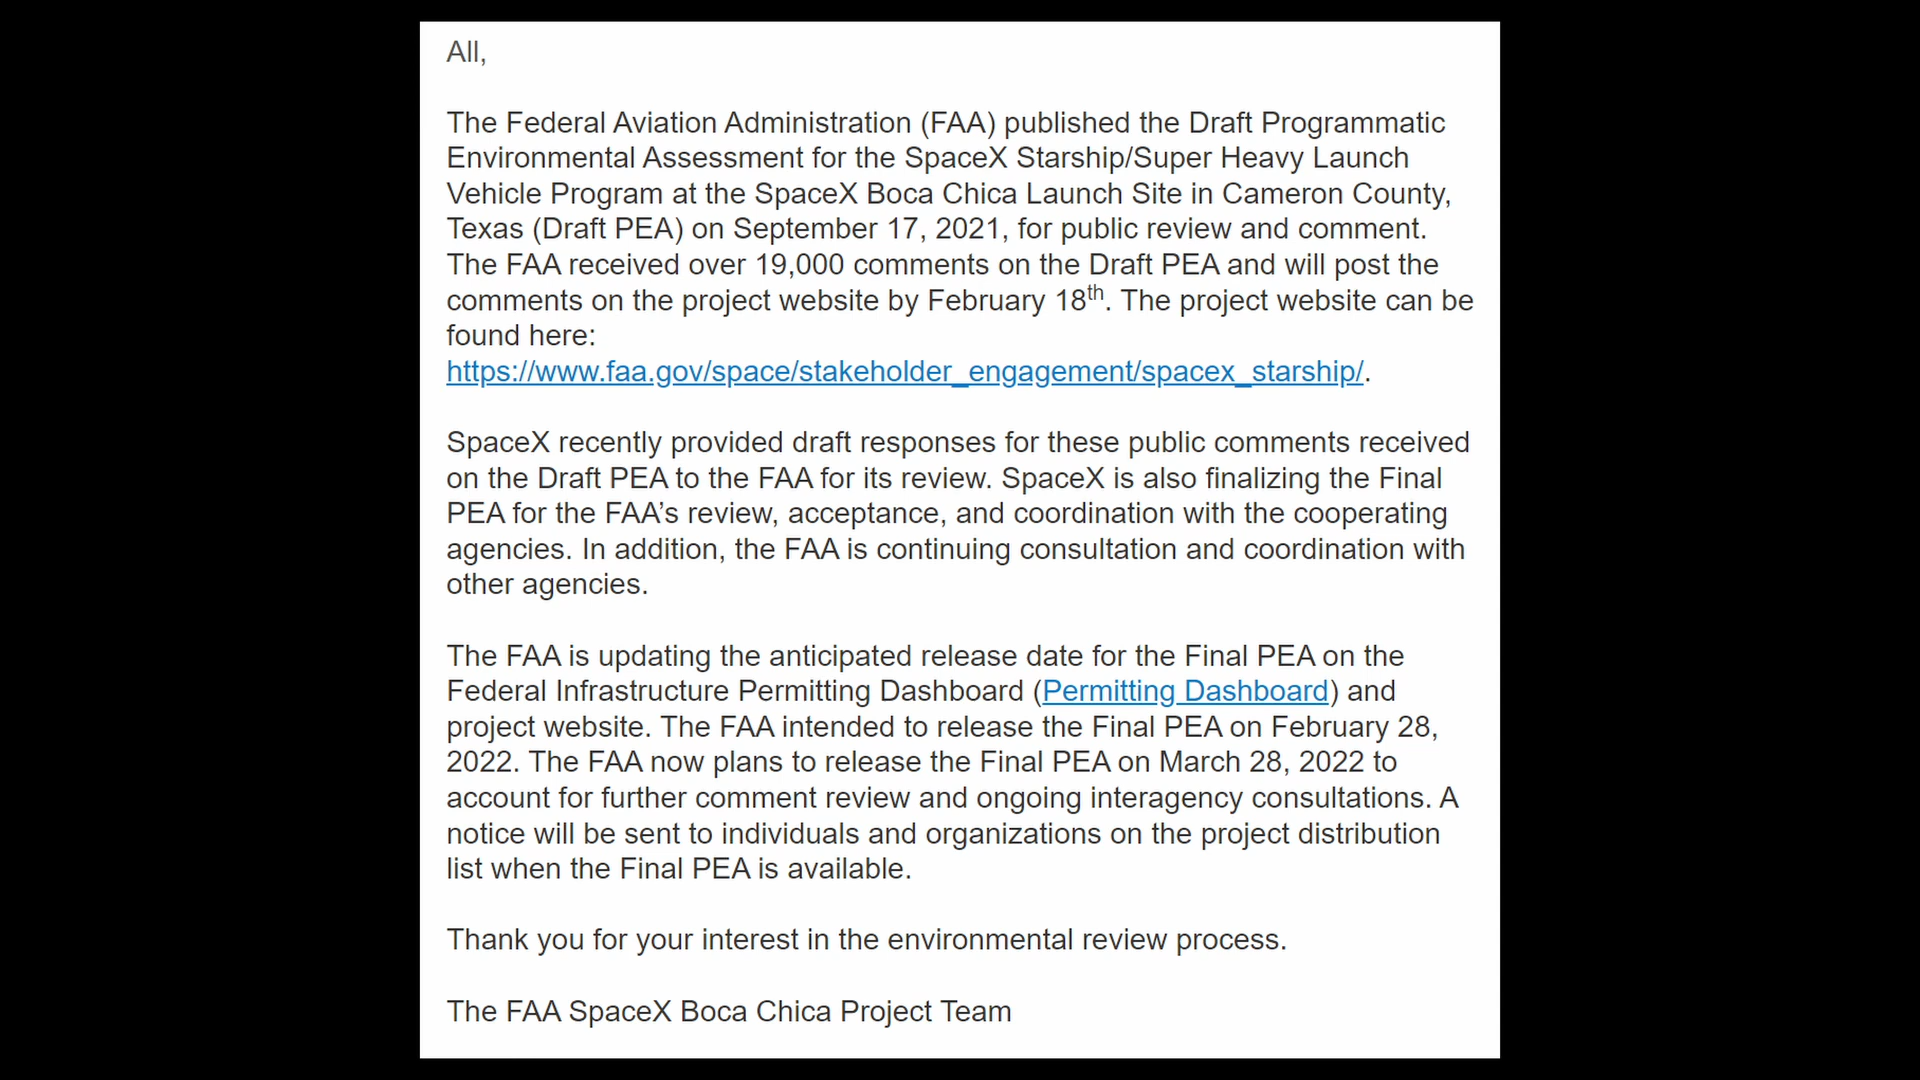 All,
The Federal Aviation Administration (FAA) published the Draft Programmatic
Environmental Assessment for the SpaceX Starship/Super Heavy Launch
Vehicle Program at the SpaceX Boca Chica Launch Site in Cameron County,
Texas (Draft PEA) on September 17, 2021, for public review and comment.
The FAA received over 19,000 comments on the Draft PEA and will post the
comments on the project website by February 18th. The project website can be
found here:
https://www.faa.gov/space/stakeholder_engagement/spacex_starship/.
SpaceX recently provided draft responses for these public comments received
on the Draft PEA to the FAA for its review. SpaceX is also finalizing the Final
PEA for the FAA’s review, acceptance, and coordination with the cooperating
agencies. In addition, the FAA is continuing consultation and coordination with
other agencies.
The FAA is updating the anticipated release date for the Final PEA on the
Federal Infrastructure Permitting Dashboard (Permitting Dashboard) and
project website. The FAA intended to release the Final PEA on February 28,
2022. The FAA now plans to release the Final PEA on March 28, 2022 to
account for further comment review and ongoing interagency consultations. A
notice will be sent to individuals and organizations on the project distribution
list when the Final PEA is available.
Thank you for your interest in the environmental review process.
The FAA SpaceX Boca Chica Project Team